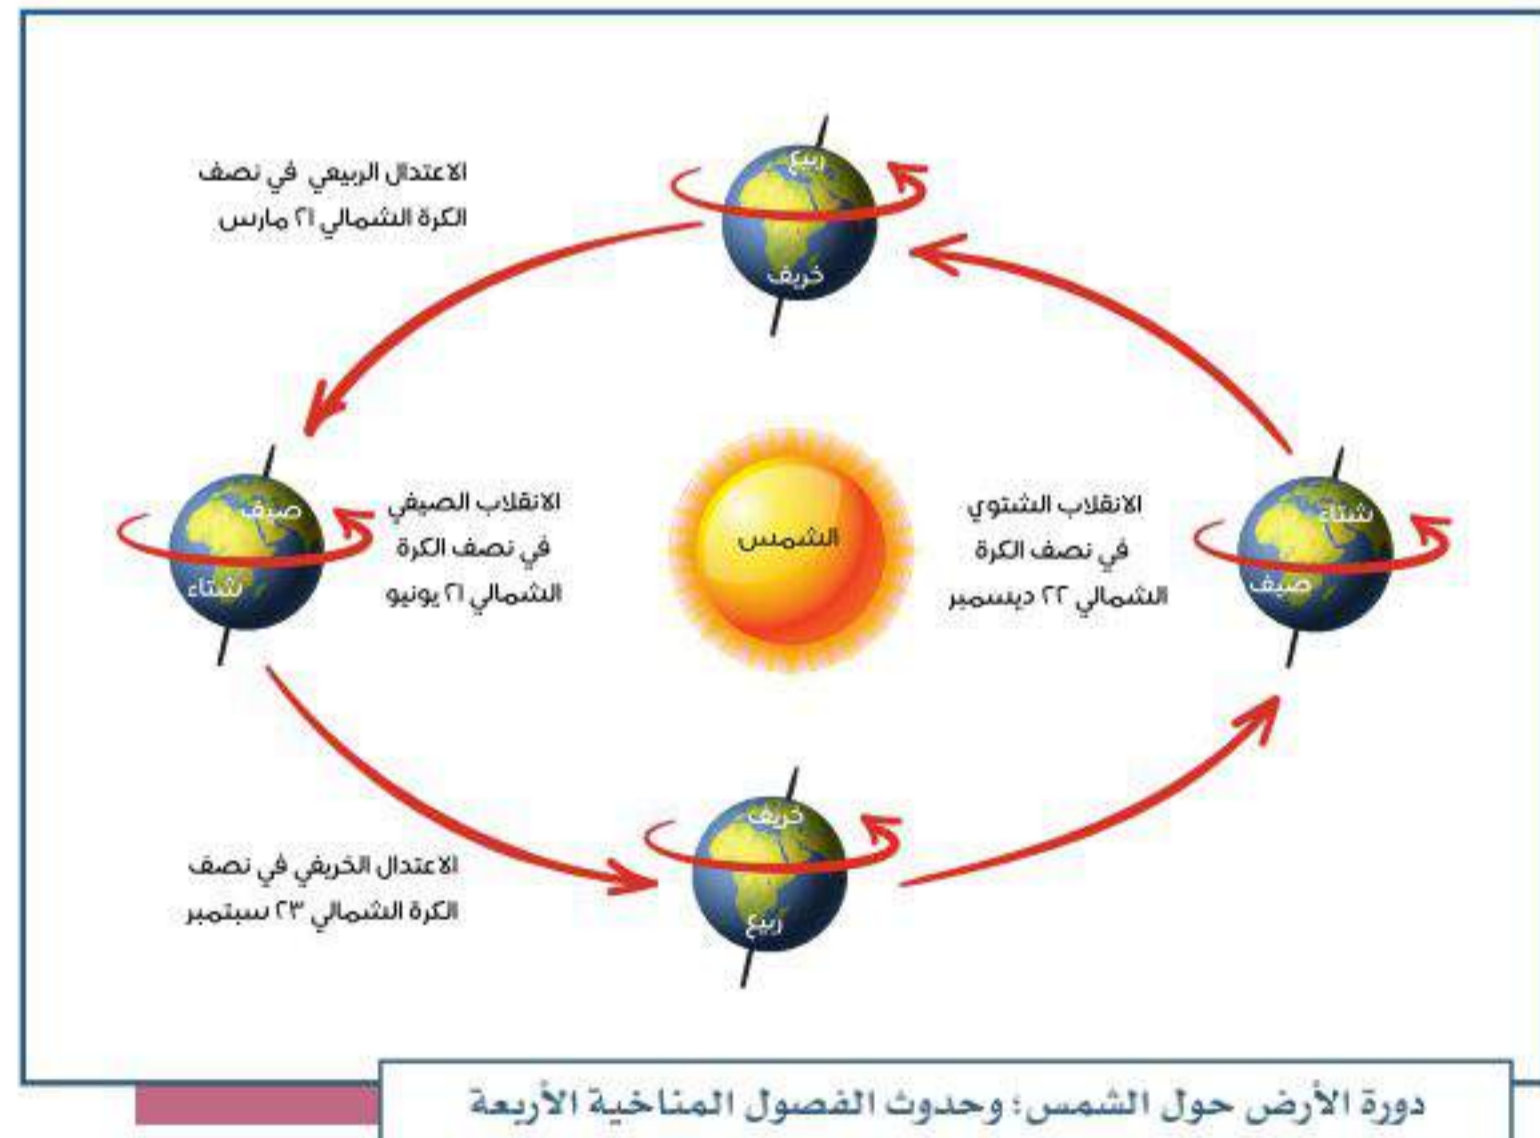 ربيع
خريف
الاعتدال الربيعي في نصف
الكرة الشمالي ٢١ مارس
شتاء
صيف
الانقلاب الشتوي
في نصف الكرة
الشمالي ٢٢ ديسمبر
الشمس
الانقلاب الصيفي
في نصف الكرة
الشمالي ٢١ يونيو
صيف
شتاء
خريف
ربيع
الاعتدال الخريفي في نصف
الكرة الشمالي ٢٣ سبتمبر
دورة الأرض حول الشمس؛ وحدوث الفصول المناخية الأربعة